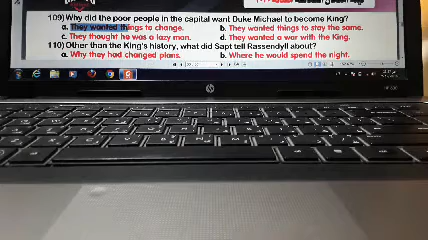 109) Why did the poor people in the capital want Duke Michael to become King?
a. They wanted things to change. b. They wanted things to stay the same.
c. They thought he was a lazy man. d. They wanted a war with the King.
110) Other than the King's history, what did Sapt tell Rassendyll about?
a. Why they had changed plans. b. Where he would spend the night.
hp